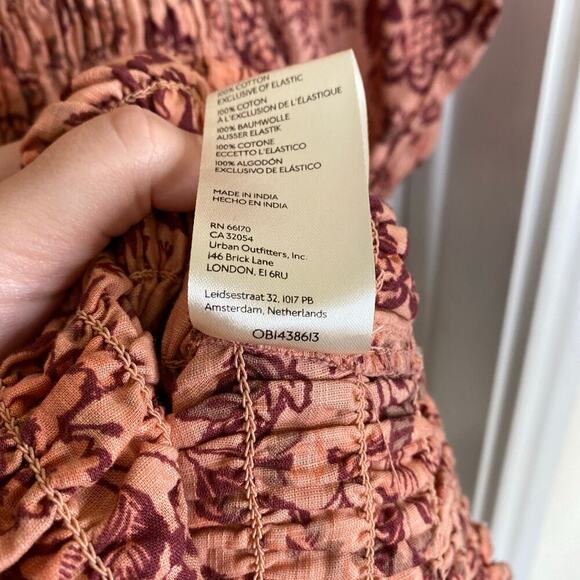 100% COTTON
EXCLUSIVE OF ELASTIC
100% COTON
À L'EXCLUSION DE L'ÉLASTIQUE
100% BAUMWOLLE
AUSSER ELASTIK
100% COTONE
ECCETTO L'ELASTICO
100% ALGODÓN
EXCLUSIVO DE ELÁSTICO
MADE IN INDIA
HECHO EN INDIA
RN 66170
CA 32054
Urban Outfitters, Inc.
146 Brick Lane
LONDON, E1 6RU
Leidsestraat 32, 1017 PB
Amsterdam, Netherlands
OB1438613